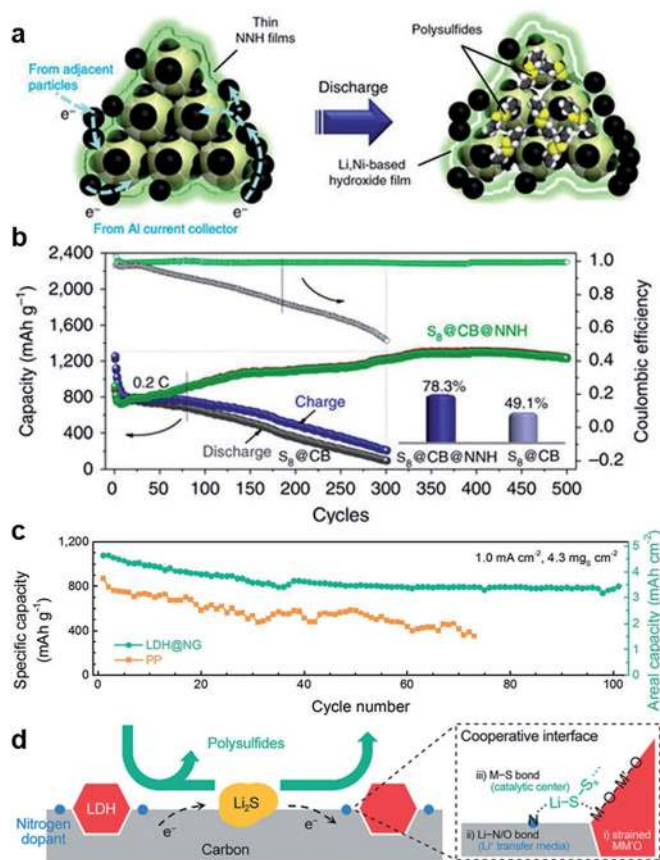 a
Thin
NNH films
From adjacent
particles
e⁻
e⁻
e⁻
From Al current collector
Discharge
Polysulfides
Li,Ni-based
hydroxide film
b
Capacity (mAh g⁻¹)
2,400
2,000
1,600
1,200
800
400
0
0.2 C
S₈@CB@NNH
Charge
Discharge
S₈@CB
78.3%
49.1%
S₈@CB@NNH
S₈@CB
1.0
0.8
0.6
0.4
0.2
0.0
−0.2
Coulombic efficiency
0 50 100 150 200 250 300 350 400 450 500
Cycles
c
Specific capacity
(mAh g⁻¹)
1,200
800
400
0
1.0 mA cm⁻², 4.3 mgₛ cm⁻²
LDH@NG
PP
5
4
3
2
1
0
Areal capacity
(mAh cm⁻²)
0 20 40 60 80 100
Cycle number
d
Polysulfides
LDH
Li₂S
Nitrogen
dopant
e⁻
e⁻
Carbon
Cooperative interface
iii) M–S bond
(catalytic center)
Li–S–Sₓ
N
M–O–M'–O
ii) Li–N/O bond
(Li⁺ transfer media)
i) strained
MM'O